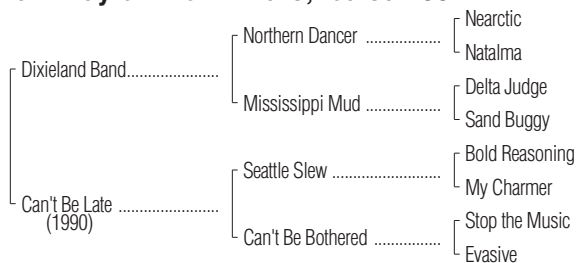 Nearctic
Northern Dancer ..................
Natalma
Dixieland Band.....................
Delta Judge
Mississippi Mud ..................
Sand Buggy
Bold Reasoning
Seattle Slew ..........................
My Charmer
Can't Be Late .......................
(1990)
Stop the Music
Can't Be Bothered ................
Evasive